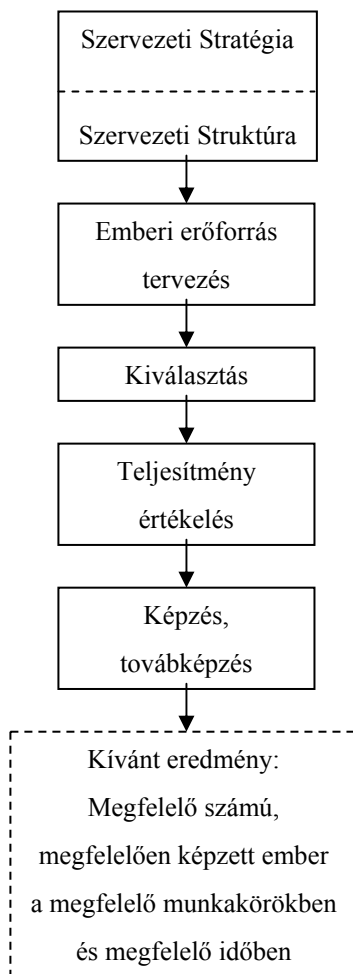 Szervezeti Stratégia
Szervezeti Struktúra
Emberi erőforrás
tervezés
Kiválasztás
Teljesítmény
értékelés
Képzés,
továbképzés
Kívánt eredmény:
Megfelelő számú,
megfelelően képzett ember
a megfelelő munkakörökben
és megfelelő időben